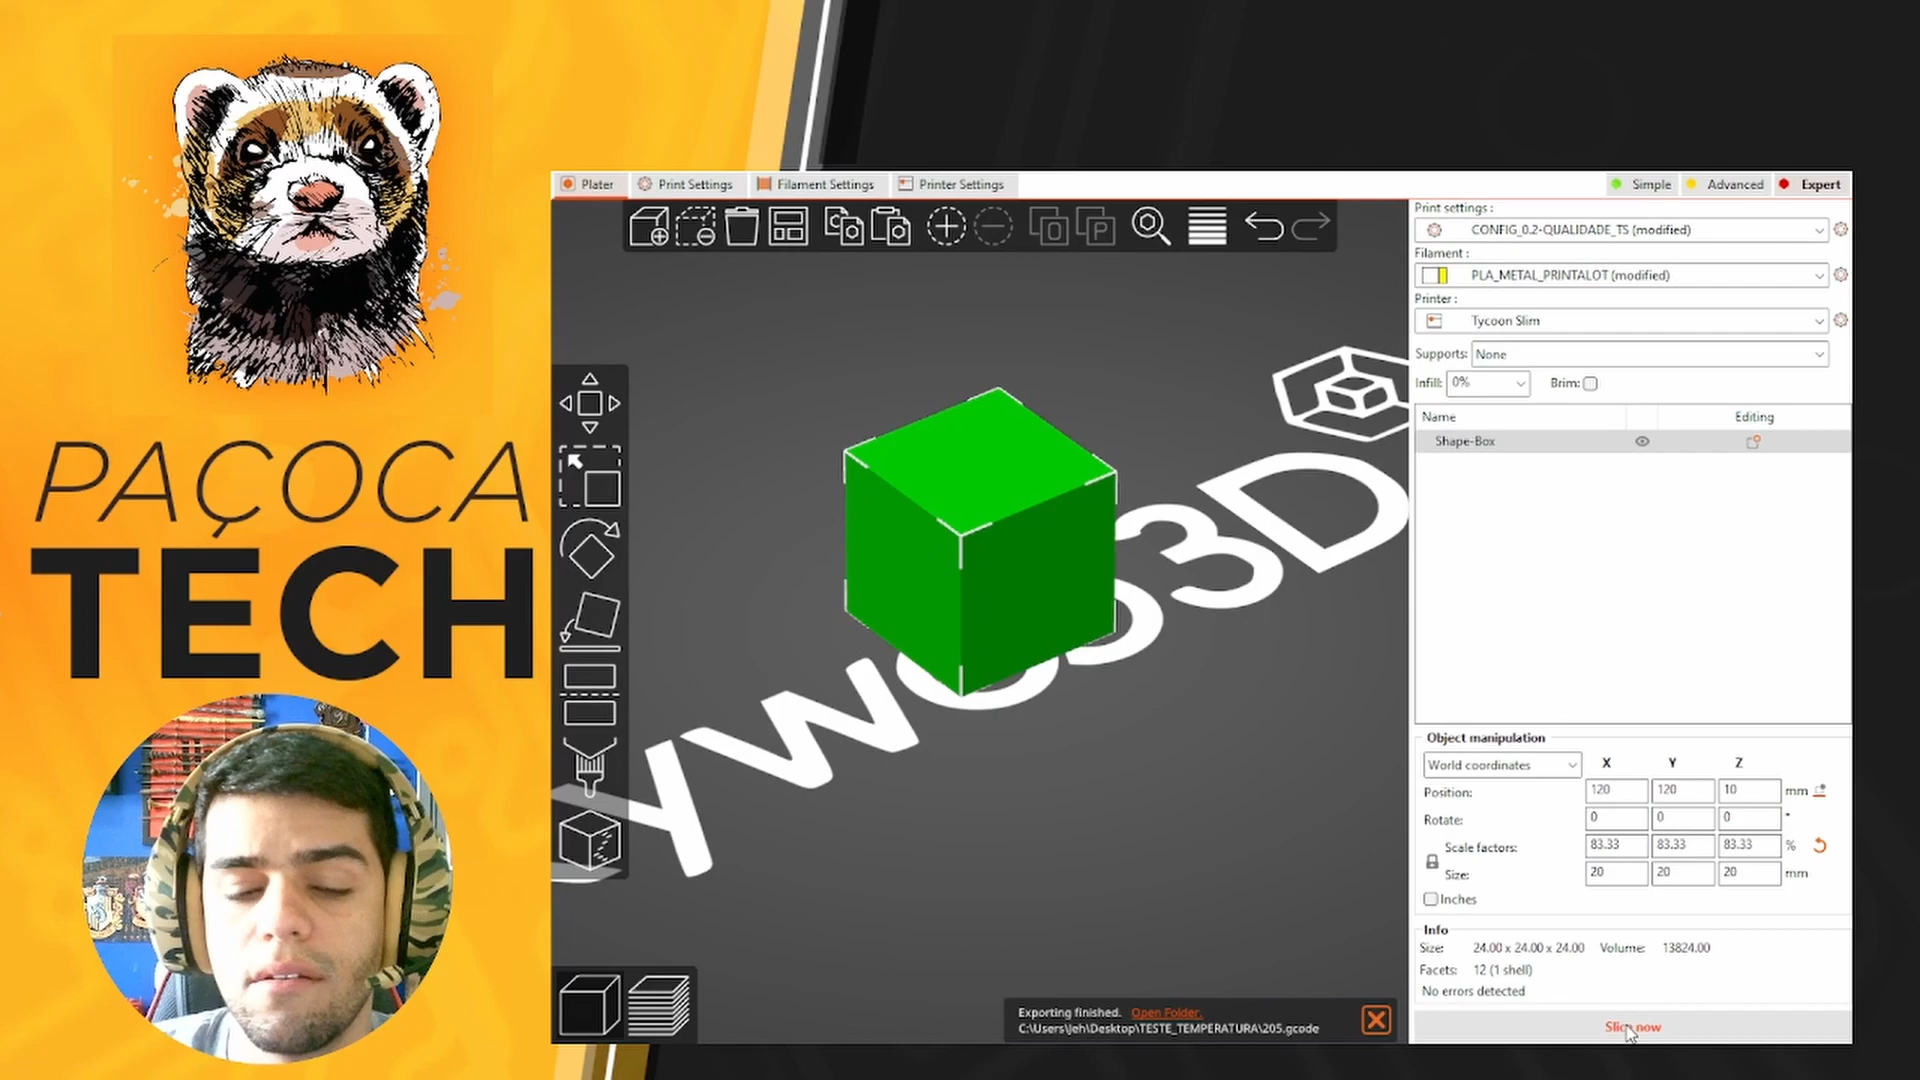 PAÇOCA
TECH
Plater
Print Settings
Filament Settings
Printer Settings
Simple
Advanced
Expert
Print settings :
CONFIG_0.2-QUALIDADE_TS (modified)
Filament :
PLA_METAL_PRINTALOT (modified)
Printer :
Tycoon Slim
Supports: None
Infill: 0% Brim:
Name Editing
Shape-Box
Object manipulation
World coordinates X Y Z
Position: 120 120 10 mm
Rotate: 0 0 0 °
Scale factors: 83.33 83.33 83.33 %
Size: 20 20 20 mm
Inches
Info
Size: 24.00 x 24.00 x 24.00 Volume: 13824.00
Facets: 12 (1 shell)
No errors detected
Slice now
Exporting finished. Open Folder.
C:\Users\Jeh\Desktop\TESTE_TEMPERATURA\205.gcode